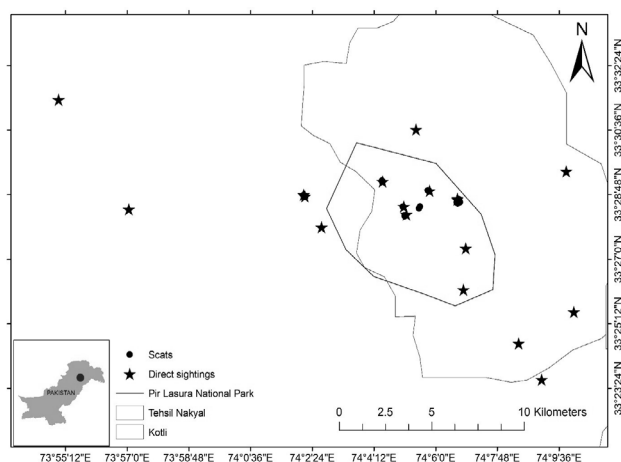 N
33°32'24"N
33°30'36"N
33°28'48"N
33°27'0"N
33°25'12"N
33°23'24"N
PAKISTAN
Scats
Direct sightings
Pir Lasura National Park
Tehsil Nakyal
Kotli
0 2.5 5 10 Kilometers
73°55'12"E 73°57'0"E 73°58'48"E 74°0'36"E 74°2'24"E 74°4'12"E 74°6'0"E 74°7'48"E 74°9'36"E